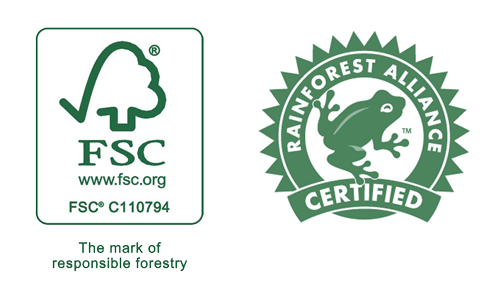 ®
FSC
www.fsc.org
FSC® C110794
The mark of
responsible forestry
RAINFOREST ALLIANCE
™
CERTIFIED